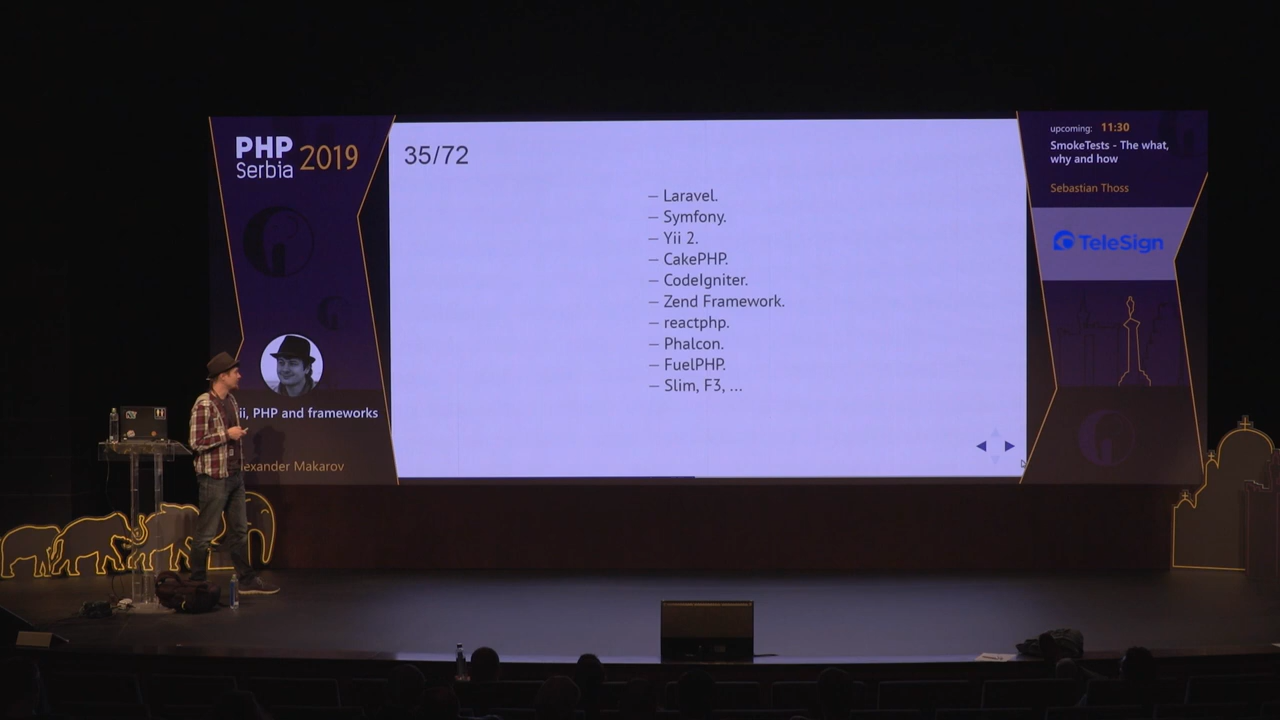 PHP
Serbia 2019
ii, PHP and frameworks
lexander Makarov
35/72
– Laravel.
– Symfony.
– Yii 2.
– CakePHP.
– CodeIgniter.
– Zend Framework.
– reactphp.
– Phalcon.
– FuelPHP.
– Slim, F3, ...
upcoming: 11:30
SmokeTests - The what,
why and how
Sebastian Thoss
TeleSign